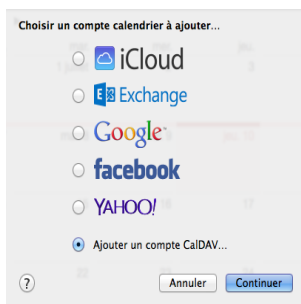 Choisir un compte calendrier à ajouter...
iCloud
Exchange
Google
facebook
YAHOO!
Ajouter un compte CalDAV...
?
Annuler
Continuer